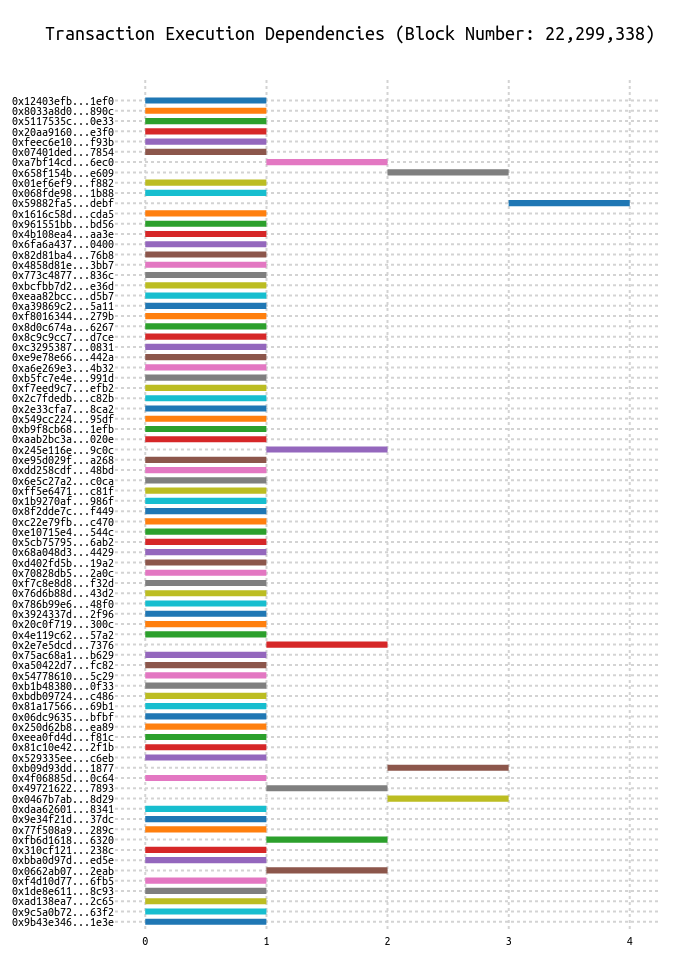 Transaction Execution Dependencies (Block Number: 22,299,338)
0x12403efb...1ef0
0x8033a8d0...890c
0x5117535c...0e33
0x20aa9160...e3f0
0xfeec6e10...f93b
0x07401ded...7854
0xa7bf14cd...6ec0
0x658f154b...e609
0x01ef6ef9...f882
0x068fde98...1b88
0x59882fa5...debf
0x1616c58d...cda5
0x961551bb...bd56
0x4b108ea4...aa3e
0x6fa6a437...0400
0x82d81ba4...76b8
0x4858d81e...3bb7
0x773c4877...836c
0xbcfbb7d2...e36d
0xeaa82bcc...d5b7
0xa39869c2...5a11
0xf8016344...279b
0x8d0c674a...6267
0x8c9c9cc7...d7ce
0xc3295387...0831
0xe9e78e66...442a
0xa6e269e3...4b32
0xb5fc7e4e...991d
0xf7eed9c7...efb2
0x2c7fdedb...c82b
0x2e33cfa7...8ca2
0x549cc224...95df
0xb9f8cb68...1efb
0xaab2bc3a...020e
0x245e116e...9c0c
0xe95d029f...a268
0xdd258cdf...48bd
0x6e5c27a2...c0ca
0xff5e6471...c81f
0x1b9270af...986f
0x8f2dde7c...f449
0xc22e79fb...c470
0xe10715e4...544c
0x5cb75795...6ab2
0x68a048d3...4429
0xd402fd5b...19a2
0x70828db5...2a0c
0xf7c8e8d8...f32d
0x76d6b88d...43d2
0x786b99e6...48f0
0x3924337d...2f96
0x20c0f719...300c
0x4e119c62...57a2
0x2e7e5dcd...7376
0x75ac68a1...b629
0xa50422d7...fc82
0x54778610...5c29
0xb1b48380...0f33
0xbdb09724...c486
0x81a17566...69b1
0x06dc9635...bfbf
0x250d62b8...ea89
0xeea0fd4d...f81c
0x81c10e42...2f1b
0x529335ee...c6eb
0xb09d93dd...1877
0x4f06885d...0c64
0x49721622...7893
0x0467b7ab...8d29
0xdaa62601...8341
0x9e34f21d...37dc
0x77f508a9...289c
0xfb6d1618...6320
0x310cf121...238c
0xbba0d97d...ed5e
0x0662ab07...2eab
0xf4d10d77...6fb5
0x1de8e611...8c93
0xad138ea7...2c65
0x9c5a0b72...63f2
0x9b43e346...1e3e
0 1 2 3 4